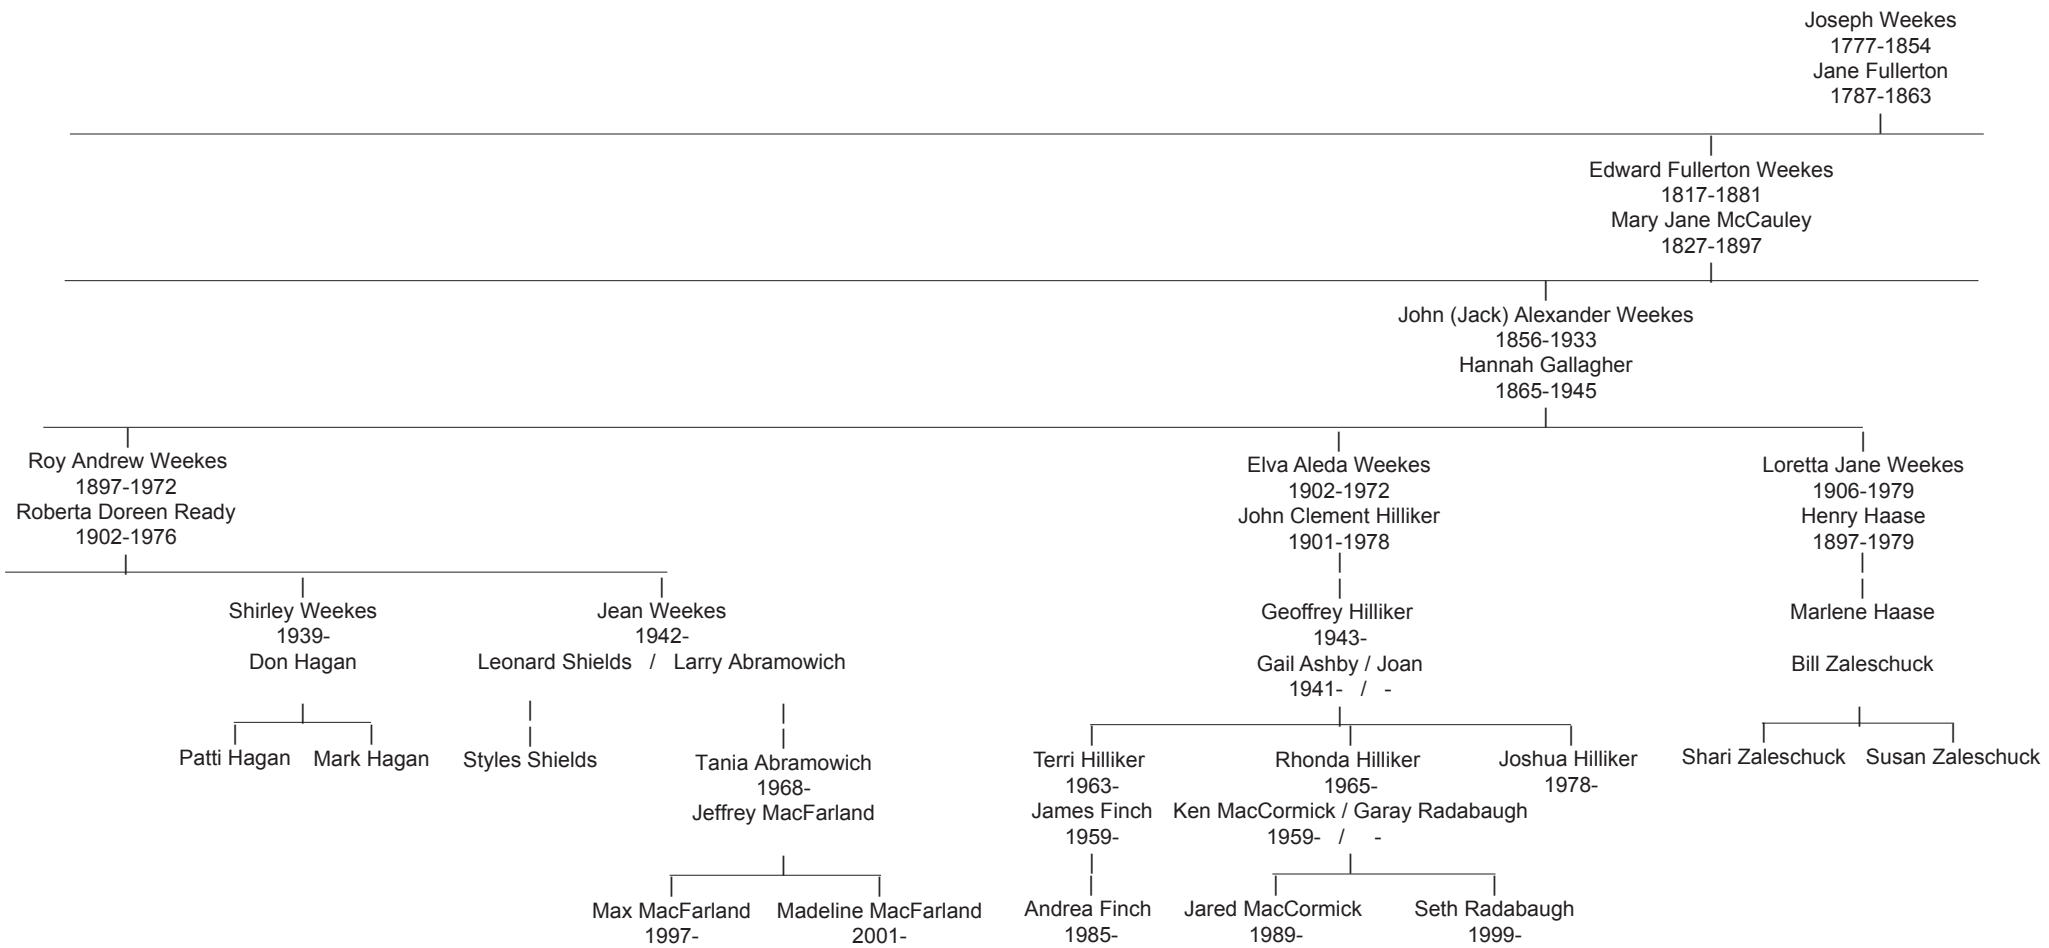 Joseph Weekes
1777-1854
Jane Fullerton
1787-1863
Edward Fullerton Weekes
1817-1881
Mary Jane McCauley
1827-1897
John (Jack) Alexander Weekes
1856-1933
Hannah Gallagher
1865-1945
Roy Andrew Weekes
1897-1972
Roberta Doreen Ready
1902-1976
Elva Aleda Weekes
1902-1972
John Clement Hilliker
1901-1978
Loretta Jane Weekes
1906-1979
Henry Haase
1897-1979
Shirley Weekes
1939-
Don Hagan
Jean Weekes
1942-
Leonard Shields / Larry Abramowich
Geoffrey Hilliker
1943-
Gail Ashby / Joan
1941- / -
Marlene Haase
Bill Zaleschuck
Patti Hagan
Mark Hagan
Styles Shields
Tania Abramowich
1968-
Jeffrey MacFarland
Terri Hilliker
1963-
James Finch
1959-
Rhonda Hilliker
1965-
Ken MacCormick / Garay Radabaugh
1959- / -
Joshua Hilliker
1978-
Shari Zaleschuck
Susan Zaleschuck
Max MacFarland
1997-
Madeline MacFarland
2001-
Andrea Finch
1985-
Jared MacCormick
1989-
Seth Radabaugh
1999-